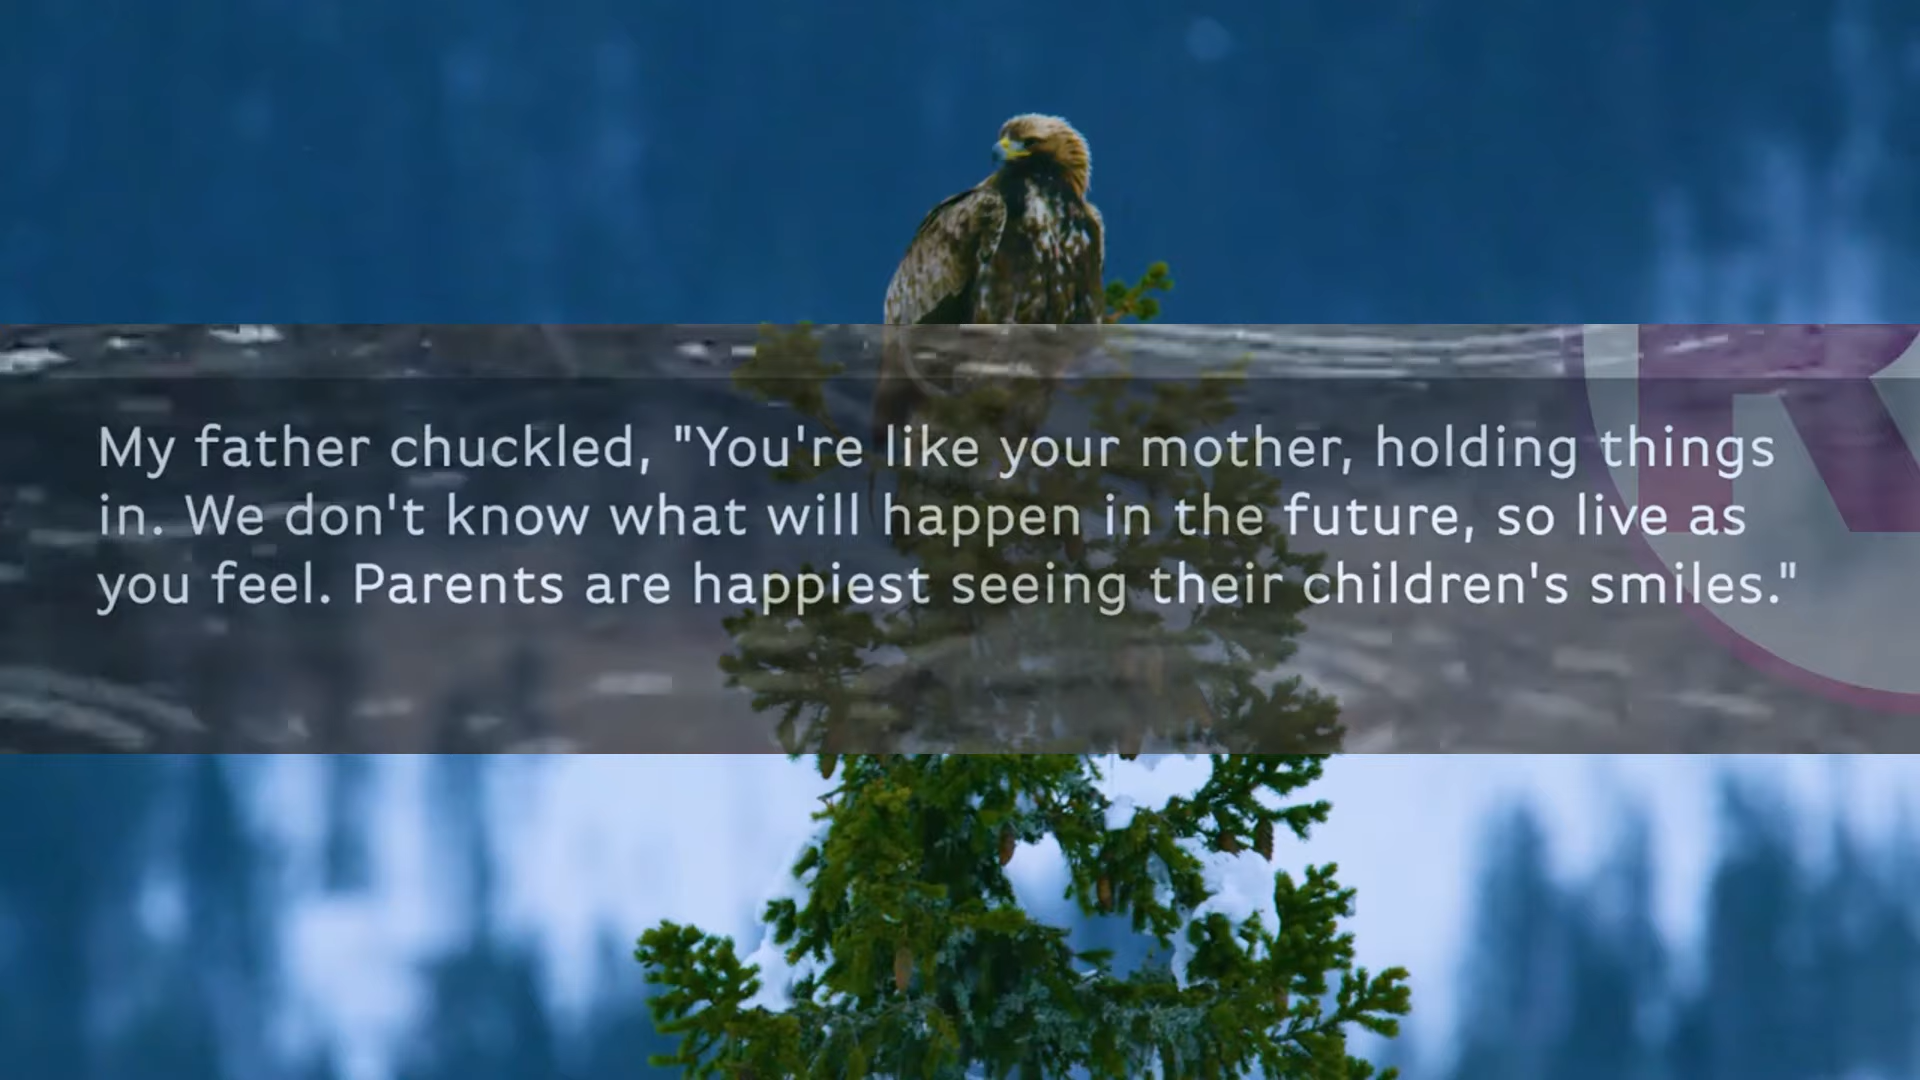 My father chuckled, "You're like your mother, holding things
in. We don't know what will happen in the future, so live as
you feel. Parents are happiest seeing their children's smiles."
R